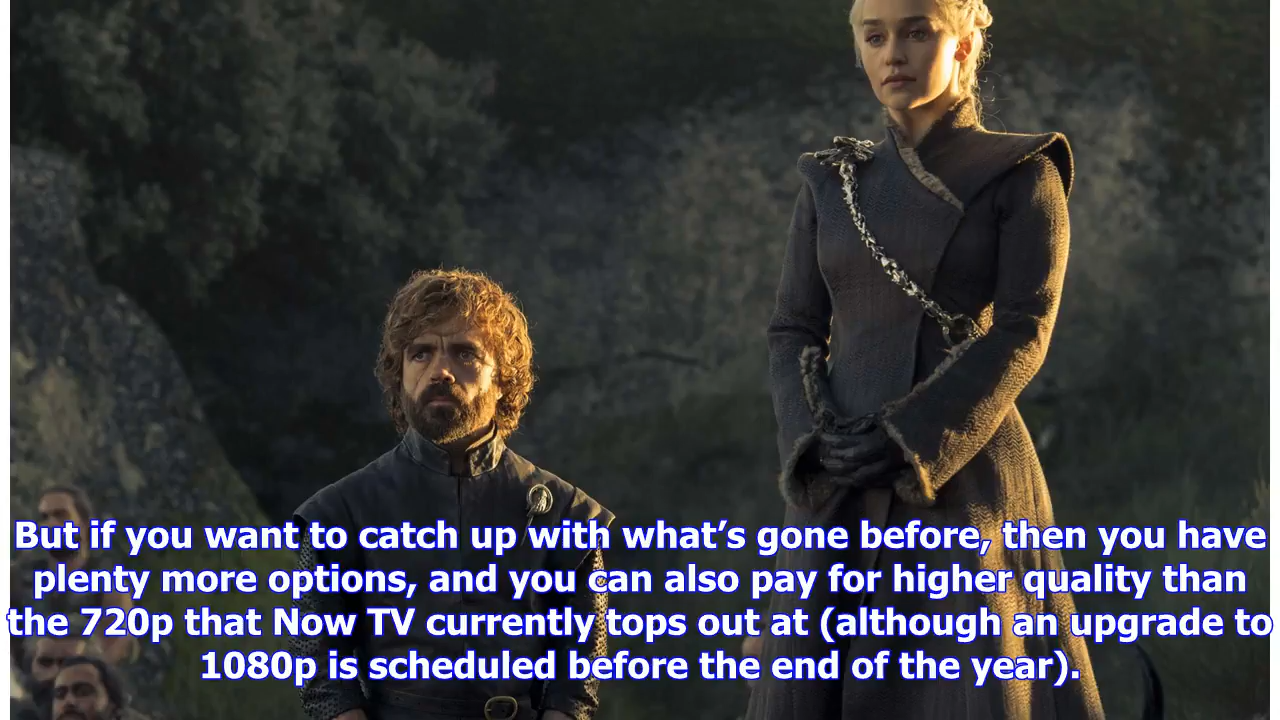 But if you want to catch up with what’s gone before, then you have
plenty more options, and you can also pay for higher quality than
the 720p that Now TV currently tops out at (although an upgrade to
1080p is scheduled before the end of the year).